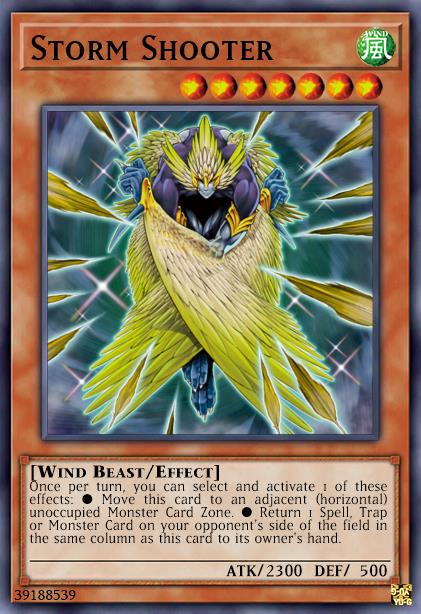 STORM SHOOTER
WIND
風
[WIND BEAST/EFFECT]
Once per turn, you can select and activate 1 of these
effects: ● Move this card to an adjacent (horizontal)
unoccupied Monster Card Zone. ● Return 1 Spell, Trap
or Monster Card on your opponent's side of the field in
the same column as this card to its owner's hand.
ATK/2300 DEF/ 500
39188539